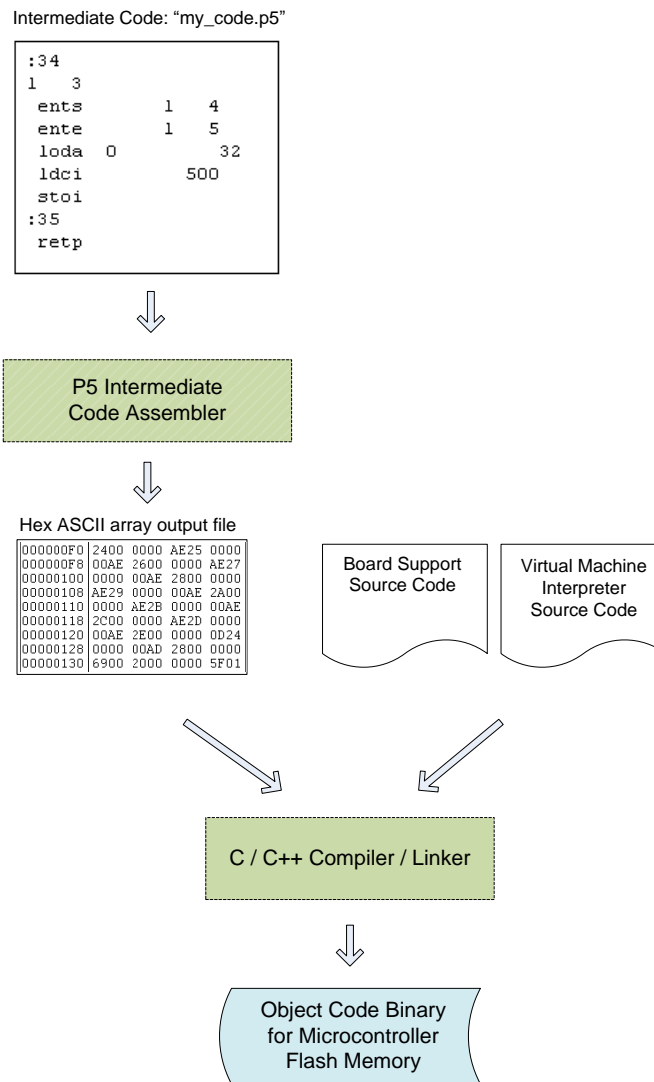 Intermediate Code: “my_code.p5”
:34
l 3
ents l 4
ente l 5
loda 0 32
ldci 500
stoi
:35
retp
P5 Intermediate
Code Assembler
Hex ASCII array output file
000000F0 2400 0000 AE25 0000
000000F8 00AE 2600 0000 AE27
00000100 0000 00AE 2800 0000
00000108 AE29 0000 00AE 2A00
00000110 0000 AE2B 0000 00AE
00000118 2C00 0000 AE2D 0000
00000120 00AE 2E00 0000 0D24
00000128 0000 00AD 2800 0000
00000130 6900 2000 0000 5F01
Board Support
Source Code
Virtual Machine
Interpreter
Source Code
C / C++ Compiler / Linker
Object Code Binary
for Microcontroller
Flash Memory